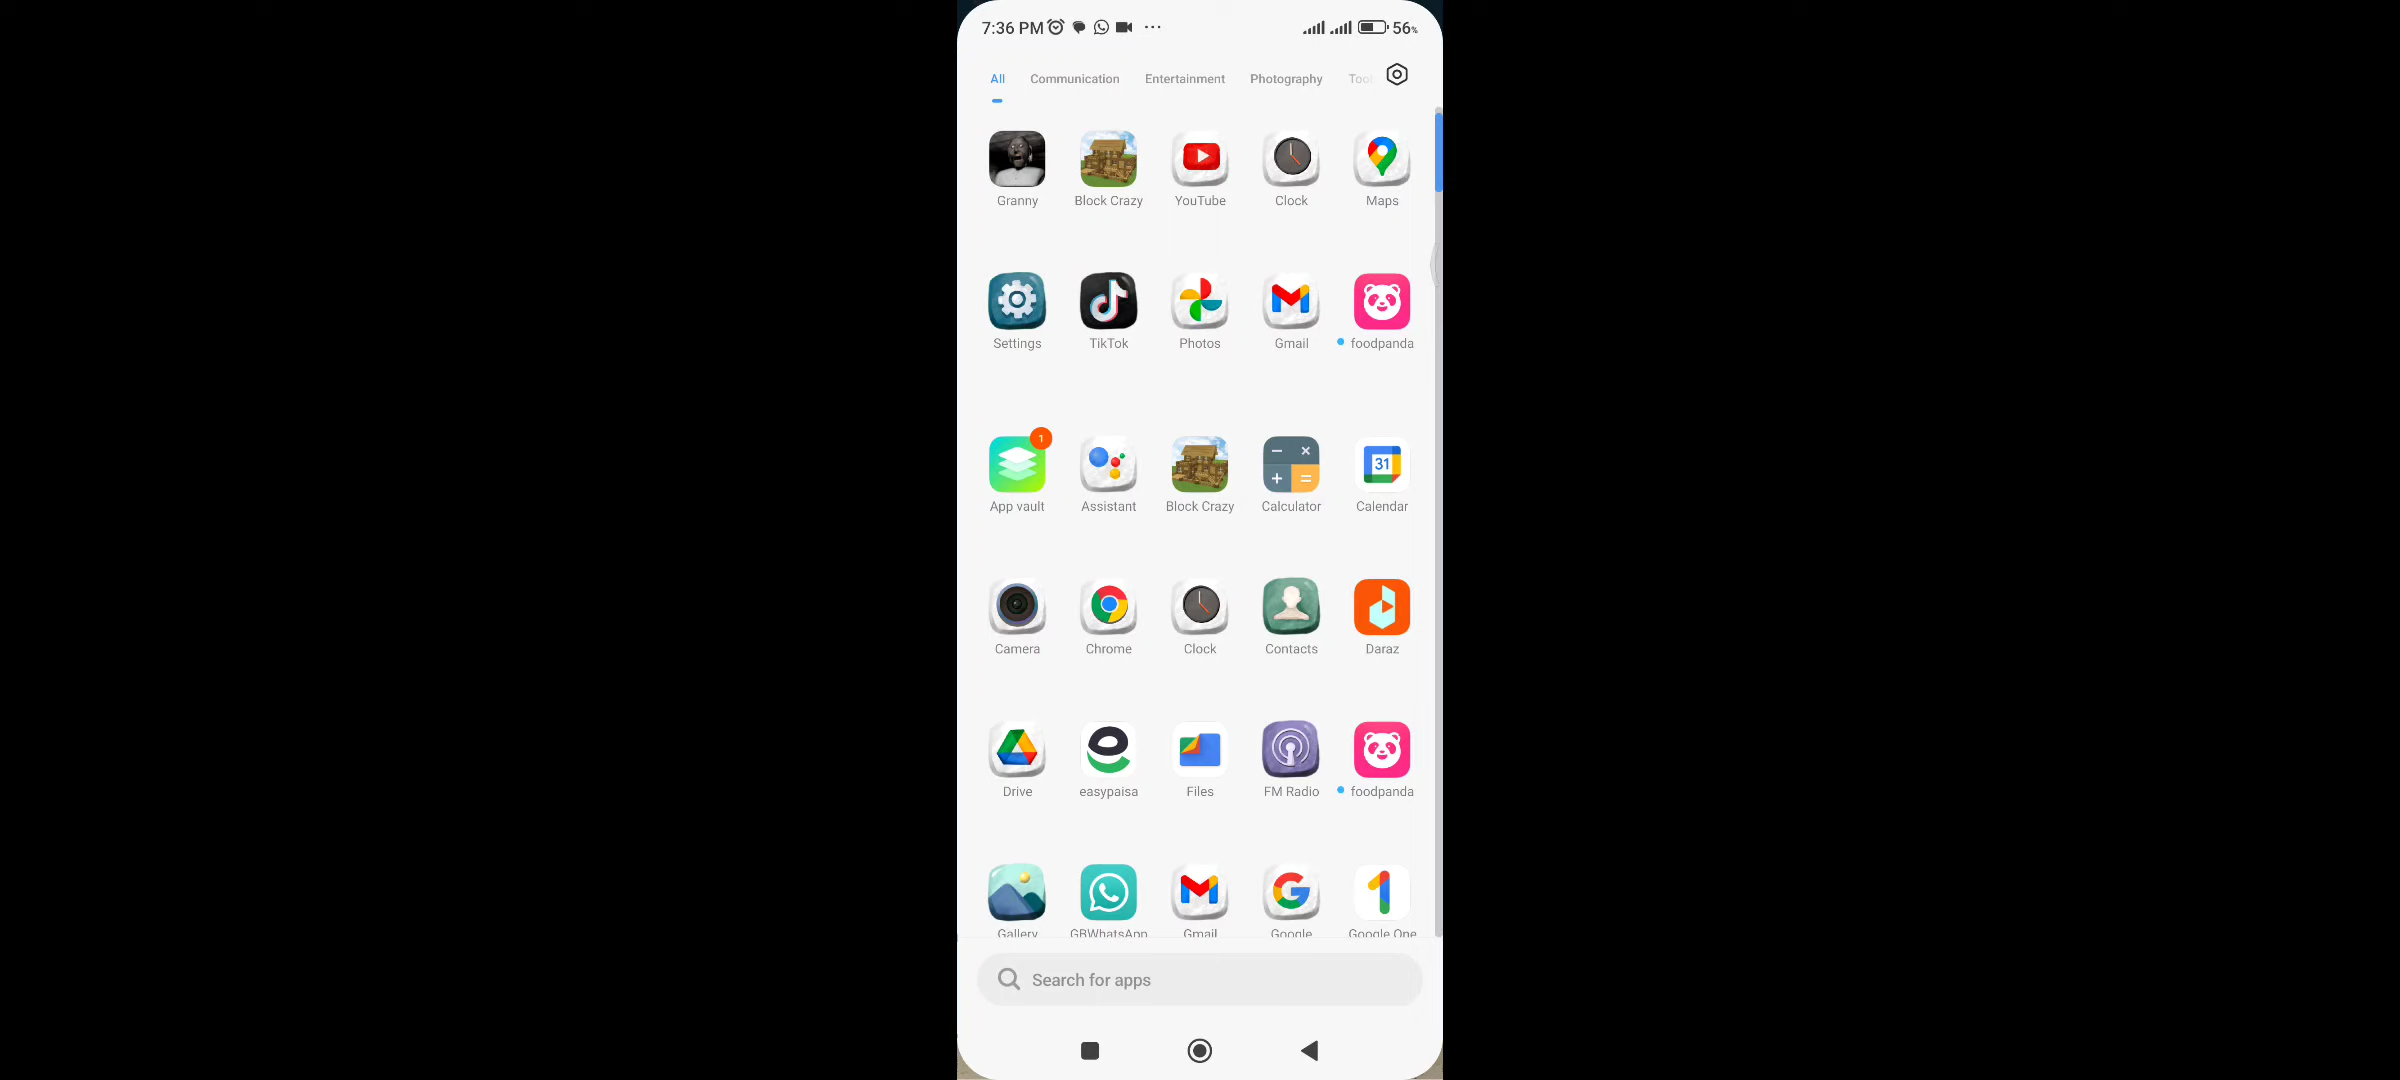 7:36 PM 56%
All Communication Entertainment Photography Tool
Granny Block Crazy YouTube Clock Maps
Settings TikTok Photos Gmail foodpanda
1
31
App vault Assistant Block Crazy Calculator Calendar
Camera Chrome Clock Contacts Daraz
Drive easypaisa Files FM Radio foodpanda
Gallery GBWhatsApp Gmail Google Google One
Search for apps